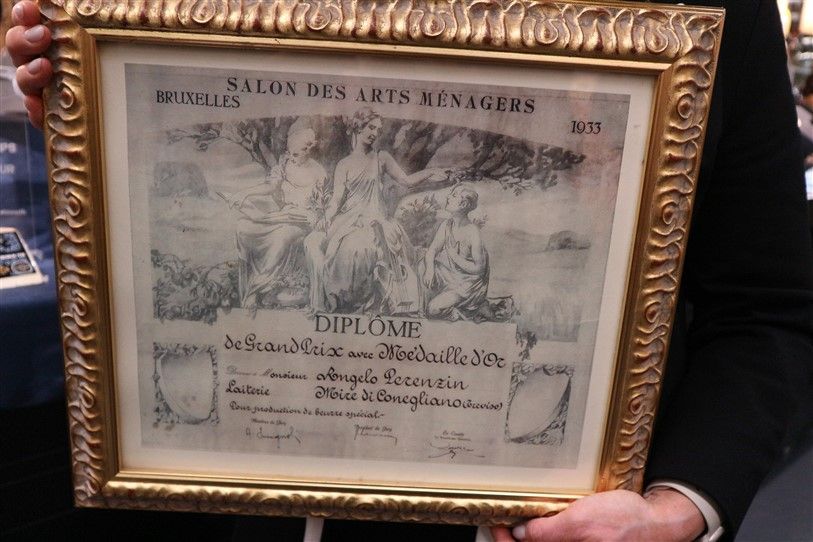 SALON DES ARTS MÉNAGERS
BRUXELLES
1933
DIPLÔME
de Grand Prix avec Médaille d'Or
Monsieur Angelo Perenzin
Laiterie Mire di Conegliano (Treviso)
Pour production de beurre spécial